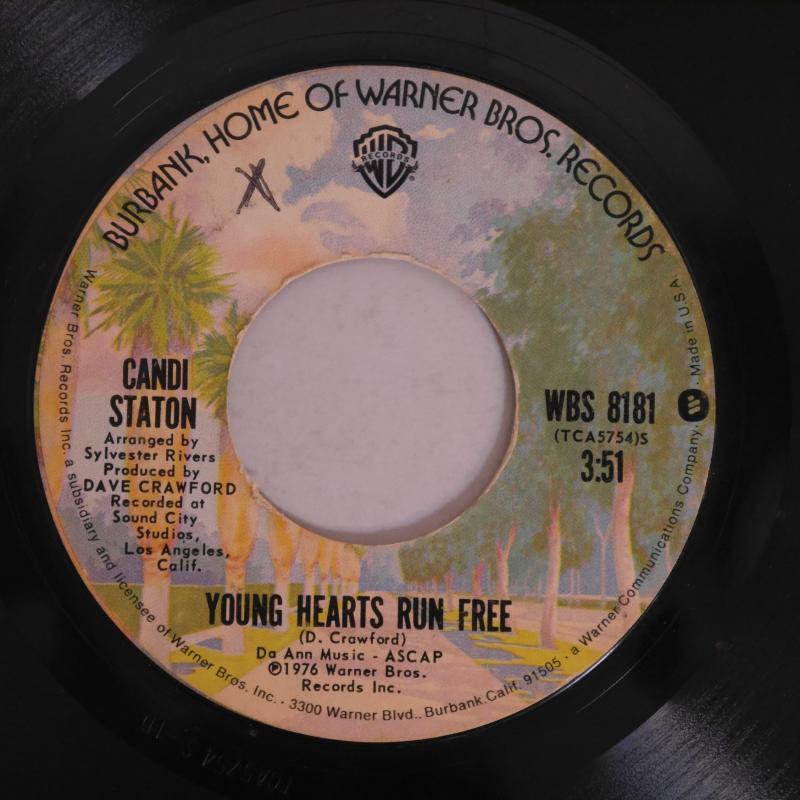 BURBANK, HOME OF WARNER BROS. RECORDS
RECORDS
X
CANDI
STATON
Arranged by
Sylvester Rivers
Produced by
DAVE CRAWFORD
Recorded at
Sound City
Studios,
Los Angeles,
Calif.
WBS 8181
(TCA5754)S
3:51
YOUNG HEARTS RUN FREE
(D. Crawford)
Da Ann Music - ASCAP
℗1976 Warner Bros.
Records Inc.
Warner Bros. Records Inc. a subsidiary and licensee of Warner Bros. Inc. · 3300 Warner Blvd., Burbank, Calif. 91505 · a Warner Communications Company. Made in U.S.A.